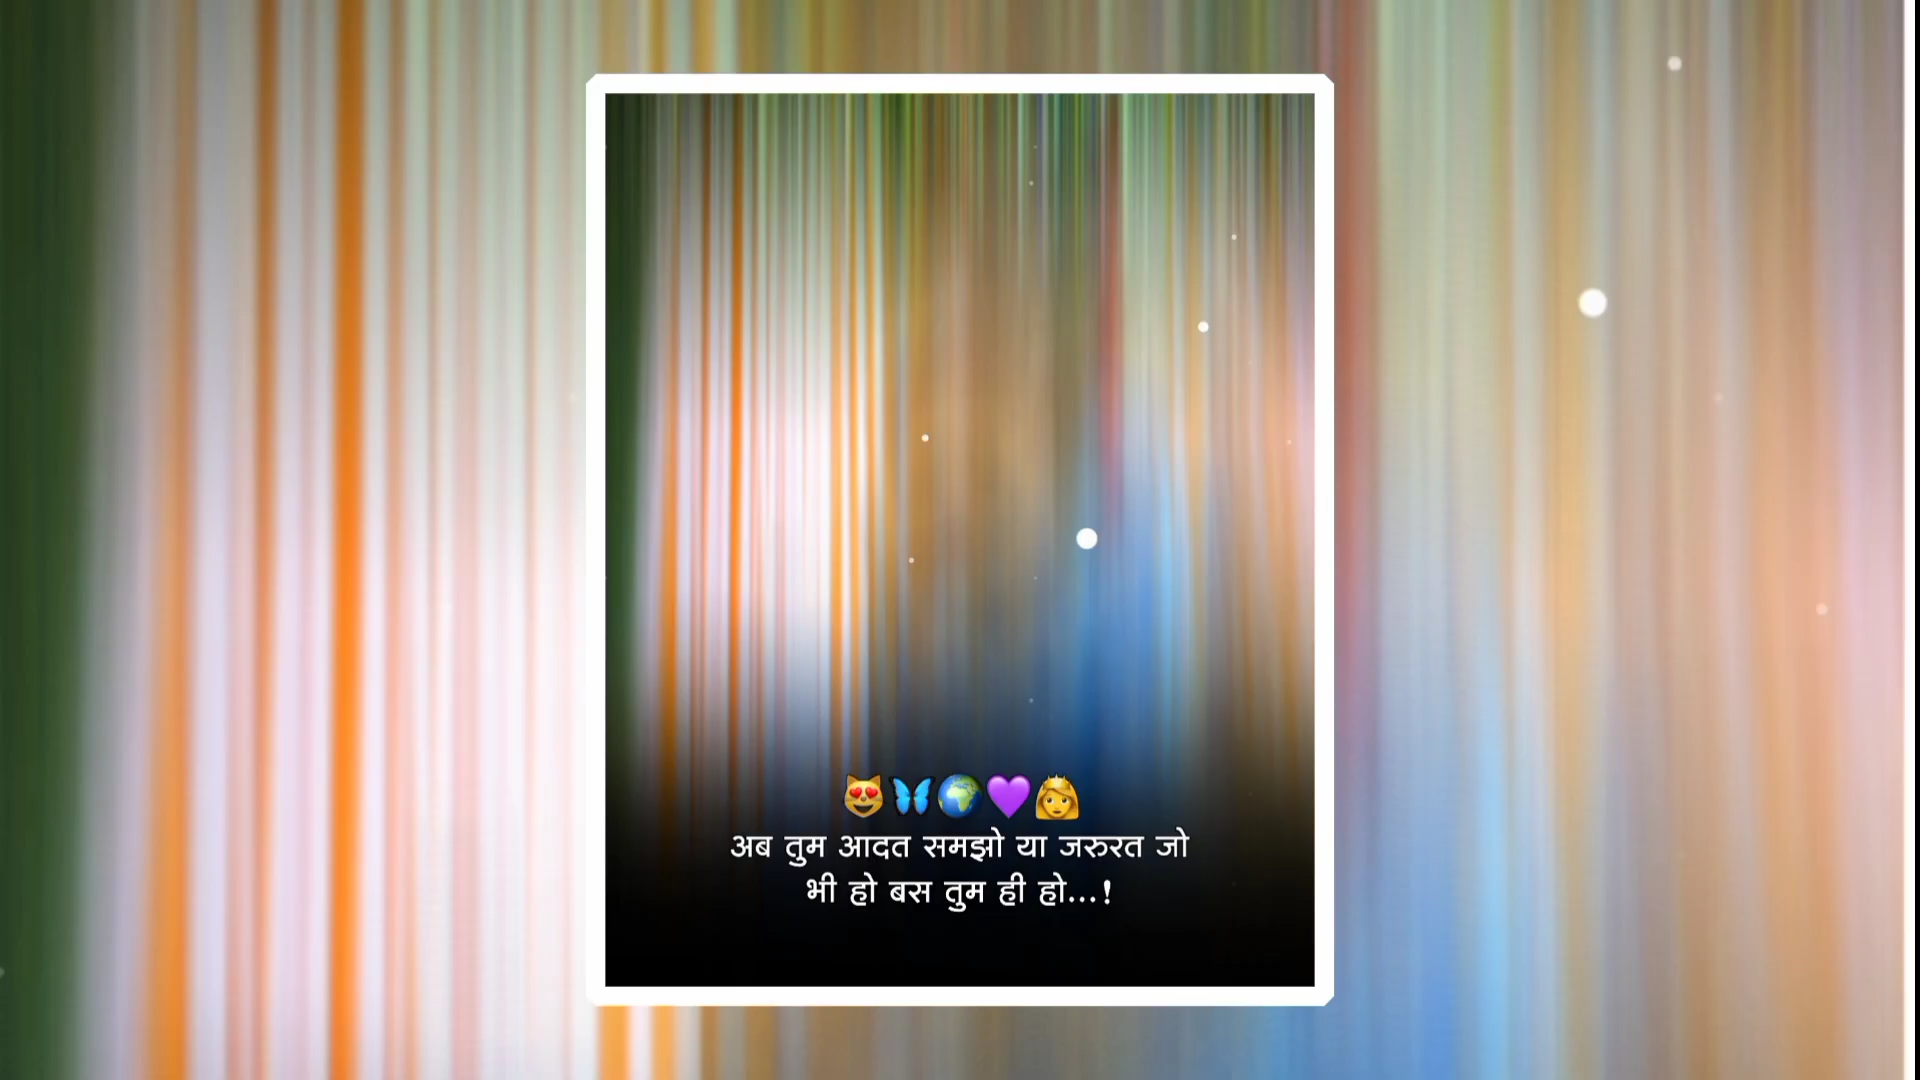 😻🦋🌍💜👸
अब तुम आदत समझो या जरुरत जो
भी हो बस तुम ही हो...!